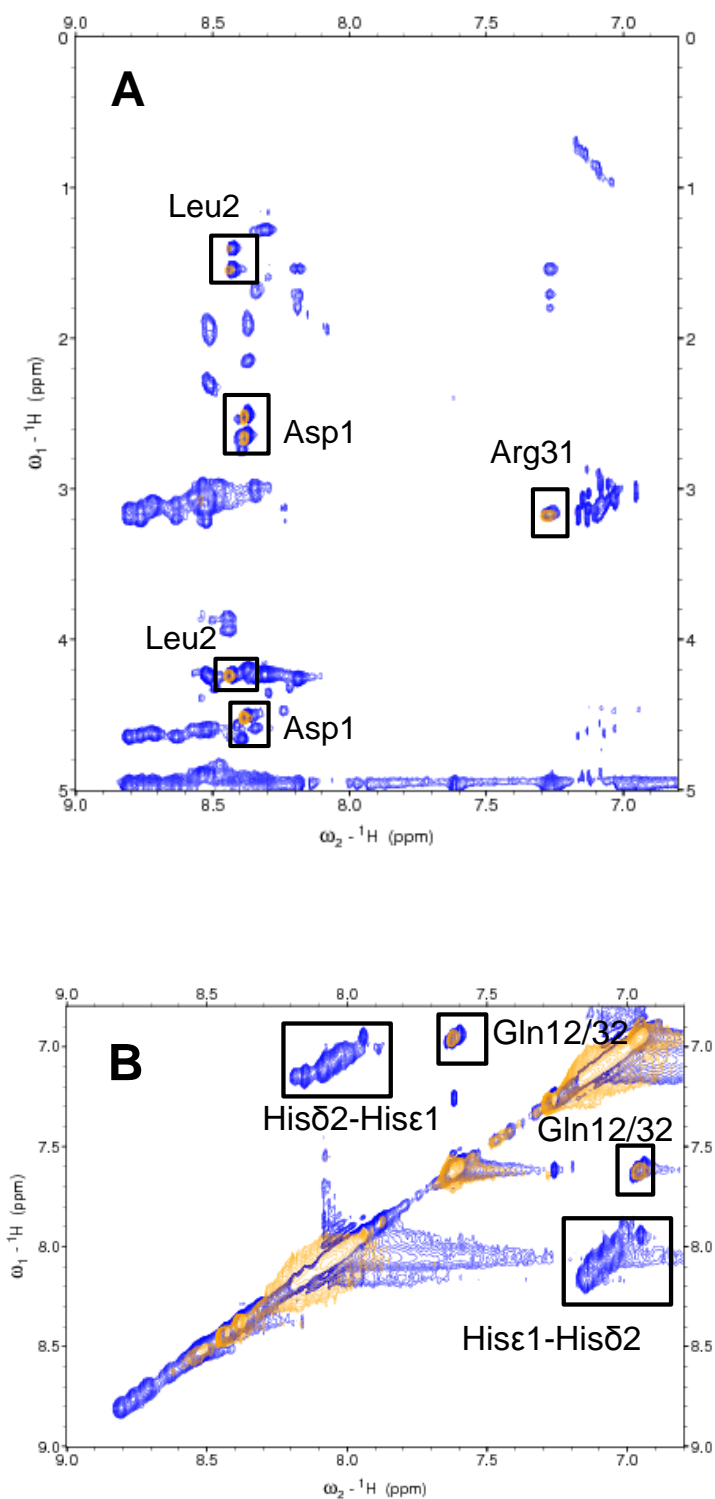 9.0 8.5 8.0 7.5 7.0
0 0
A
1 1
Leu2
2 2
Asp1
Arg31
3 3
4 4
Leu2
Asp1
5 5
9.0 8.5 8.0 7.5 7.0
ω1 - 1H (ppm)
ω2 - 1H (ppm)
9.0 8.5 8.0 7.5 7.0
B
7.0 7.0
Gln12/32
Hisδ2-Hisε1
Gln12/32
7.5 7.5
8.0 8.0
Hisε1-Hisδ2
8.5 8.5
9.0 9.0
9.0 8.5 8.0 7.5 7.0
ω1 - 1H (ppm)
ω2 - 1H (ppm)